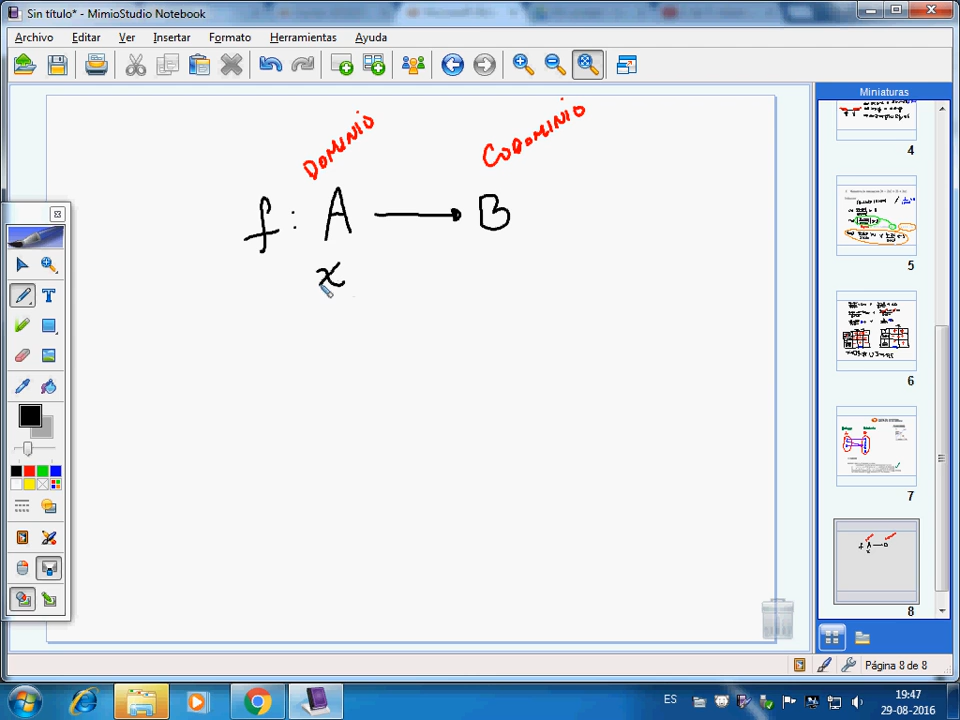 Sin título* - MimioStudio Notebook
Archivo Editar Ver Insertar Formato Herramientas Ayuda
Miniaturas
DOMINIO CODOMINIO
f : A → B
x
4
5
6
7
8
Página 8 de 8
ES
19:47
29-08-2016